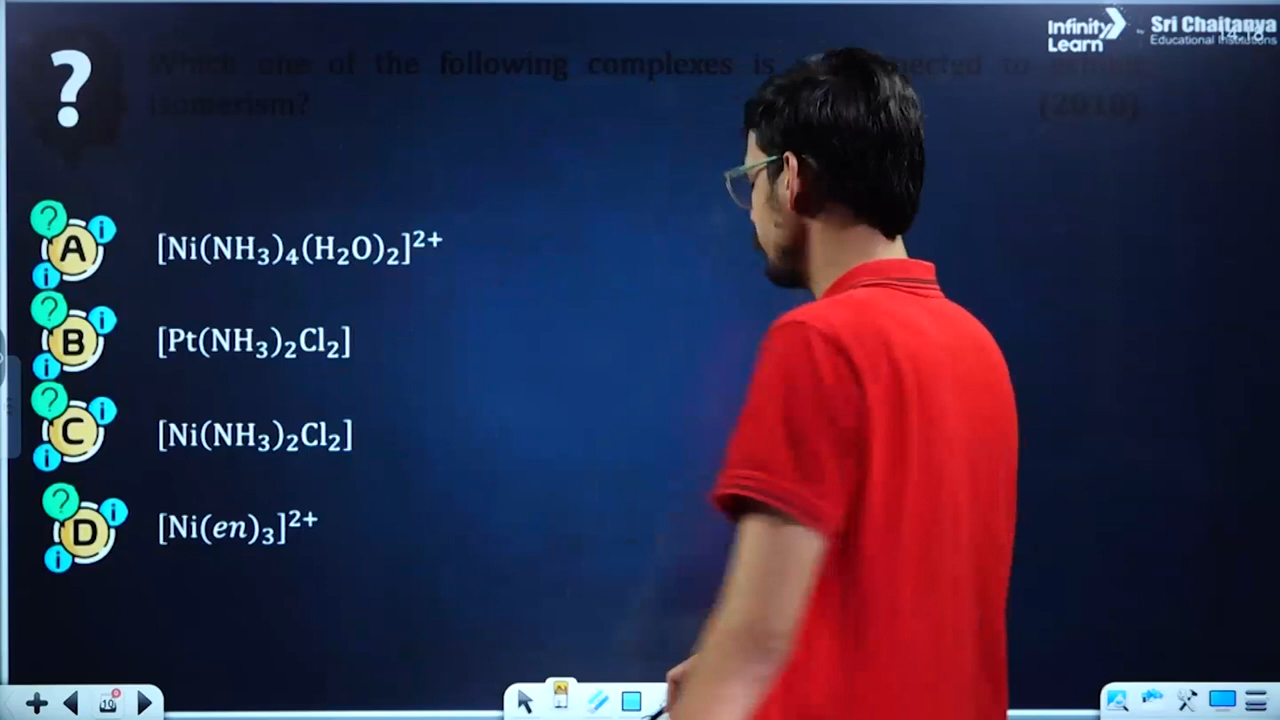 Infinity Learn
Sri Chaitanya
Educational Institutions
?
Which one of the following complexes is
isomerism? (2010)
A [Ni(NH₃)₄(H₂O)₂]²⁺
B [Pt(NH₃)₂Cl₂]
C [Ni(NH₃)₂Cl₂]
D [Ni(en)₃]²⁺